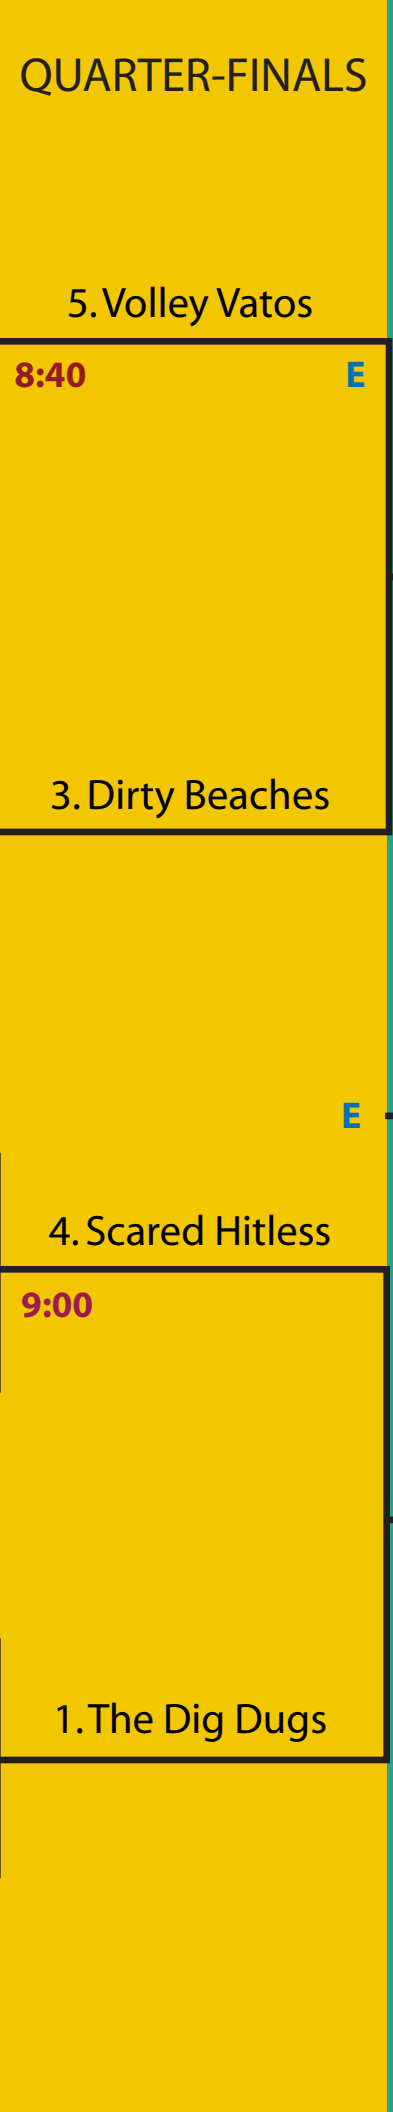 QUARTER-FINALS
5. Volley Vatos
8:40 E
3. Dirty Beaches
E
4. Scared Hitless
9:00
1. The Dig Dugs